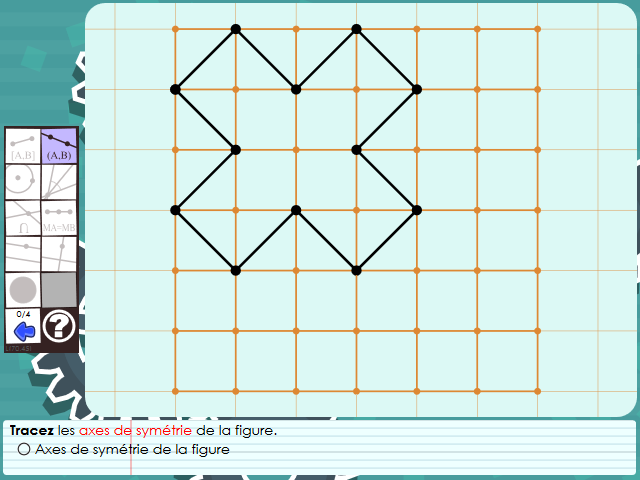 [A,B]
(A,B)
MA=MB
0/4
?
Tracez les axes de symétrie de la figure.
Axes de symétrie de la figure